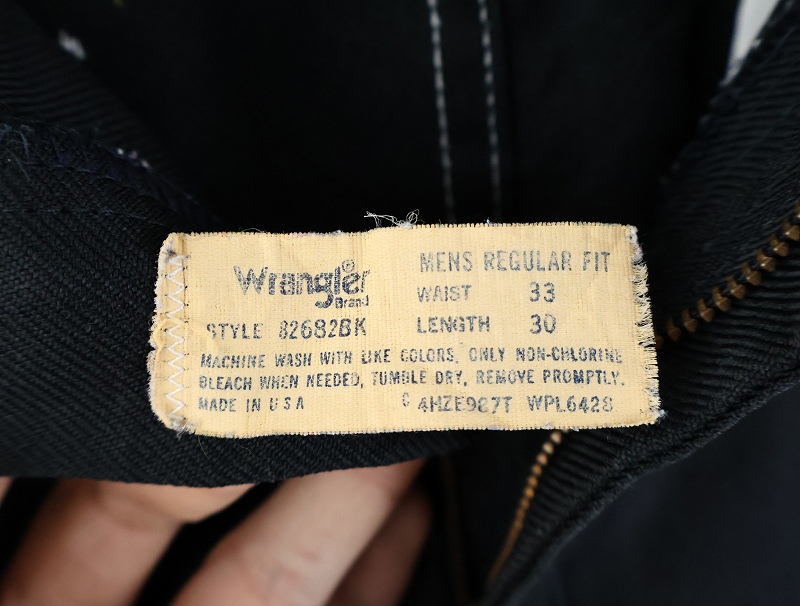 Wrangler®
Brand
MENS REGULAR FIT
WAIST 33
STYLE 82682BK
LENGTH 30
MACHINE WASH WITH LIKE COLORS, ONLY NON-CHLORINE
BLEACH WHEN NEEDED, TUMBLE DRY, REMOVE PROMPTLY.
MADE IN USA
C 4HZE987T WPL6428